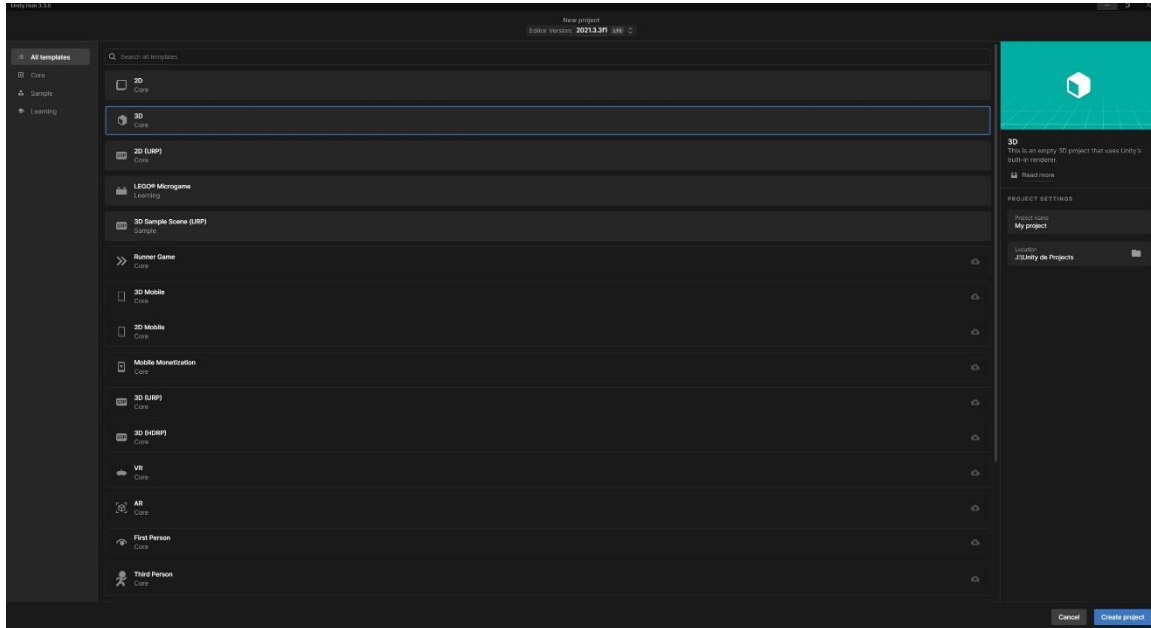 Unity Hub 3.3.0
New project
Editor Version: 2021.3.3f1 LTS
All templates
Core
Sample
Learning
Search all templates
2D
Core
3D
Core
2D (URP)
Core
LEGO® Microgame
Learning
3D Sample Scene (URP)
Sample
Runner Game
Core
3D Mobile
Core
2D Mobile
Core
Mobile Monetization
Core
3D (URP)
Core
3D (HDRP)
Core
VR
Core
AR
Core
First Person
Core
Third Person
Core
3D
This is an empty 3D project that uses Unity's
built-in renderer.
Read more
PROJECT SETTINGS
Project name
My project
Location
J:\Unity de Projects
Cancel
Create project